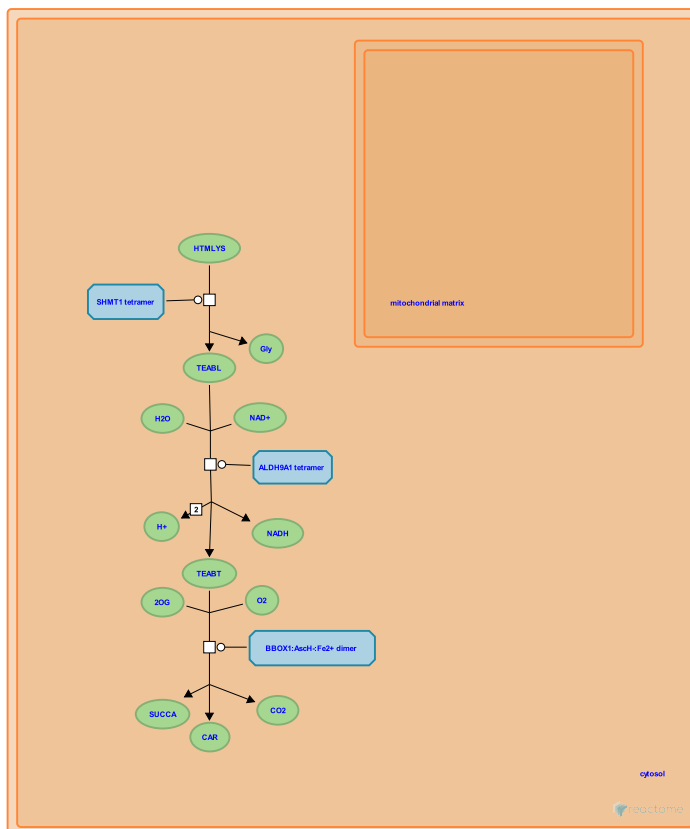 HTMLYS
SHMT1 tetramer
mitochondrial matrix
Gly
TEABL
H2O
NAD+
ALDH9A1 tetramer
2
H+
NADH
TEABT
2OG
O2
BBOX1:AscH-:Fe2+ dimer
SUCCA
CO2
CAR
cytosol
reactome